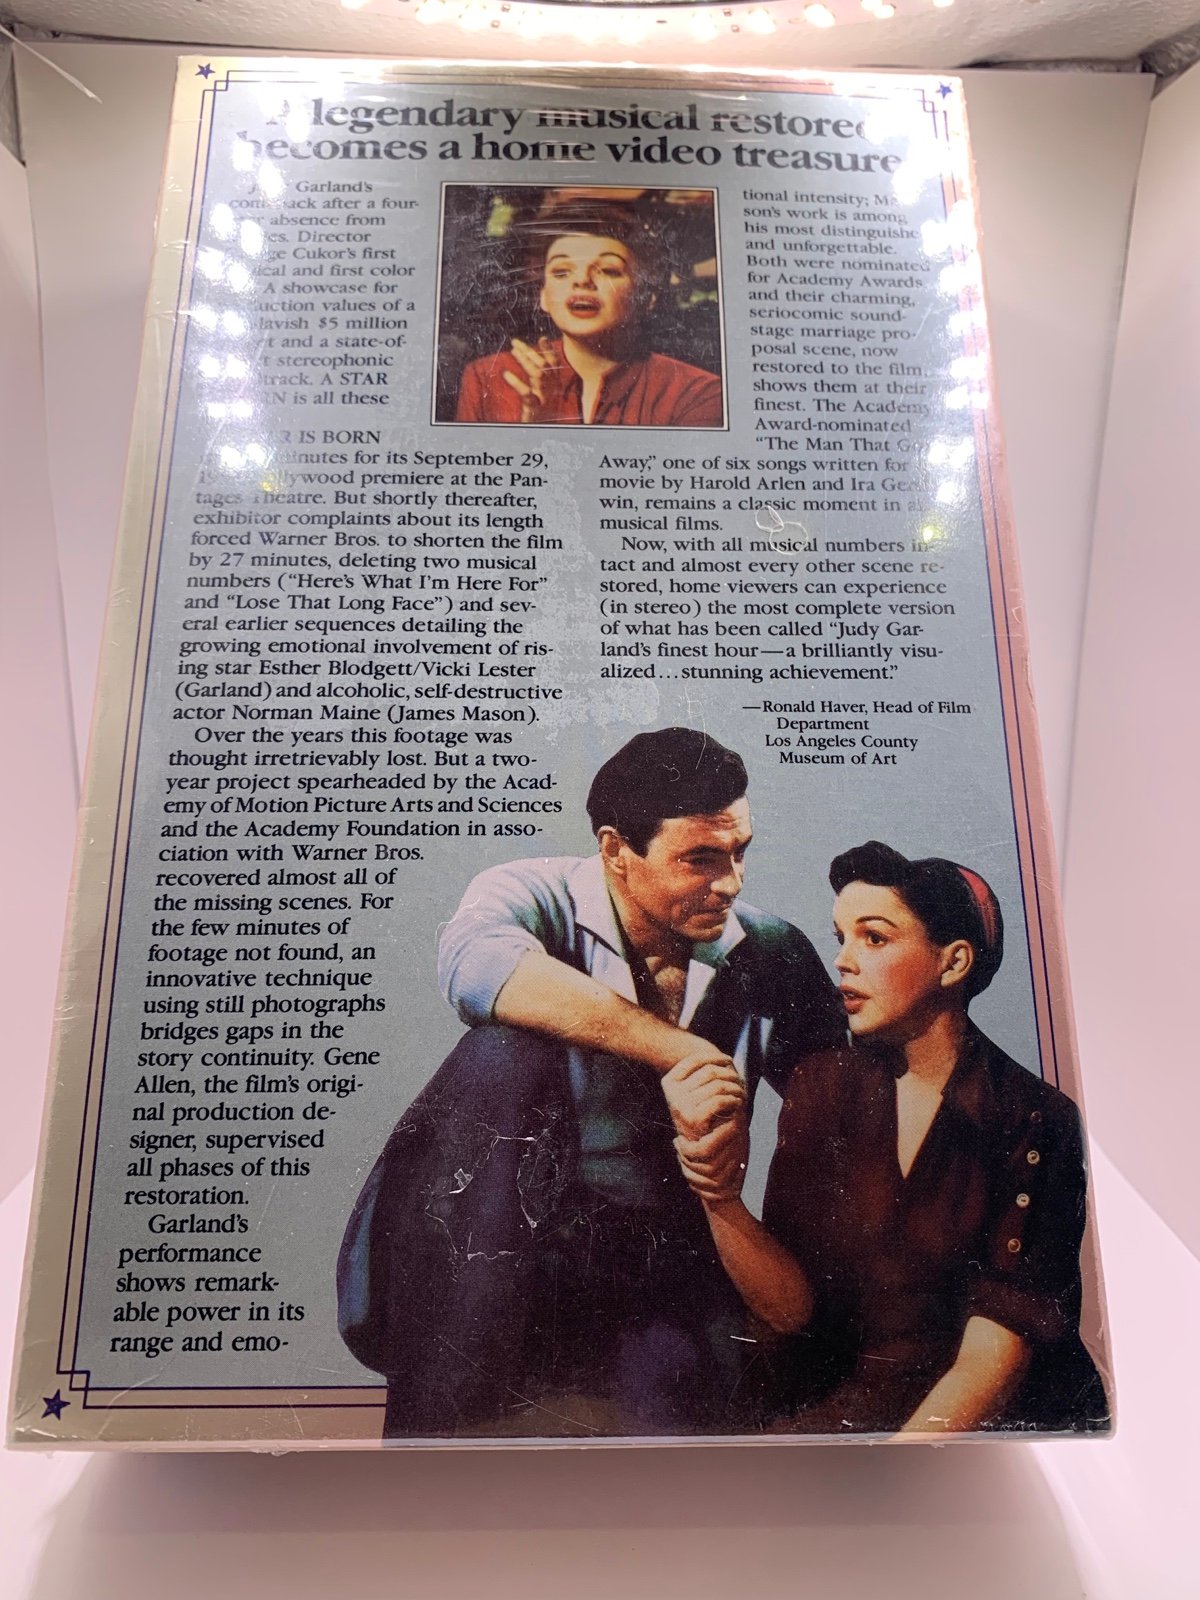 legendary musical restored
becomes a home video treasure
Garland's
after a four-
absence from
Director
Cukor's first
and first color
A showcase for
values of a
lavish $5 million
and a state-of-
stereophonic
track. A STAR
is all these
IS BORN
minutes for its September 29,
premiere at the Pan-
tages Theatre. But shortly thereafter,
exhibitor complaints about its length
forced Warner Bros. to shorten the film
by 27 minutes, deleting two musical
numbers (“Here's What I'm Here For”
and “Lose That Long Face”) and sev-
eral earlier sequences detailing the
growing emotional involvement of ris-
ing star Esther Blodgett/Vicki Lester
(Garland) and alcoholic, self-destructive
actor Norman Maine (James Mason).
Over the years this footage was
thought irretrievably lost. But a two-
year project spearheaded by the Acad-
emy of Motion Picture Arts and Sciences
and the Academy Foundation in asso-
ciation with Warner Bros.
recovered almost all of
the missing scenes. For
the few minutes of
footage not found, an
innovative technique
using still photographs
bridges gaps in the
story continuity. Gene
Allen, the film's origi-
nal production de-
signer, supervised
all phases of this
restoration.
Garland's
performance
shows remark-
able power in its
range and emo-
tional intensity; Ma-
son's work is among
his most distinguished
and unforgettable.
Both were nominated
for Academy Awards
and their charming,
seriocomic sound-
stage marriage pro-
posal scene, now
restored to the film,
shows them at their
finest. The Academy
Award-nominated
“The Man That Got
Away,” one of six songs written for
movie by Harold Arlen and Ira Gersh-
win, remains a classic moment in all
musical films.
Now, with all musical numbers in-
tact and almost every other scene re-
stored, home viewers can experience
(in stereo) the most complete version
of what has been called “Judy Gar-
land's finest hour—a brilliantly visu-
alized...stunning achievement.”
—Ronald Haver, Head of Film
Department
Los Angeles County
Museum of Art